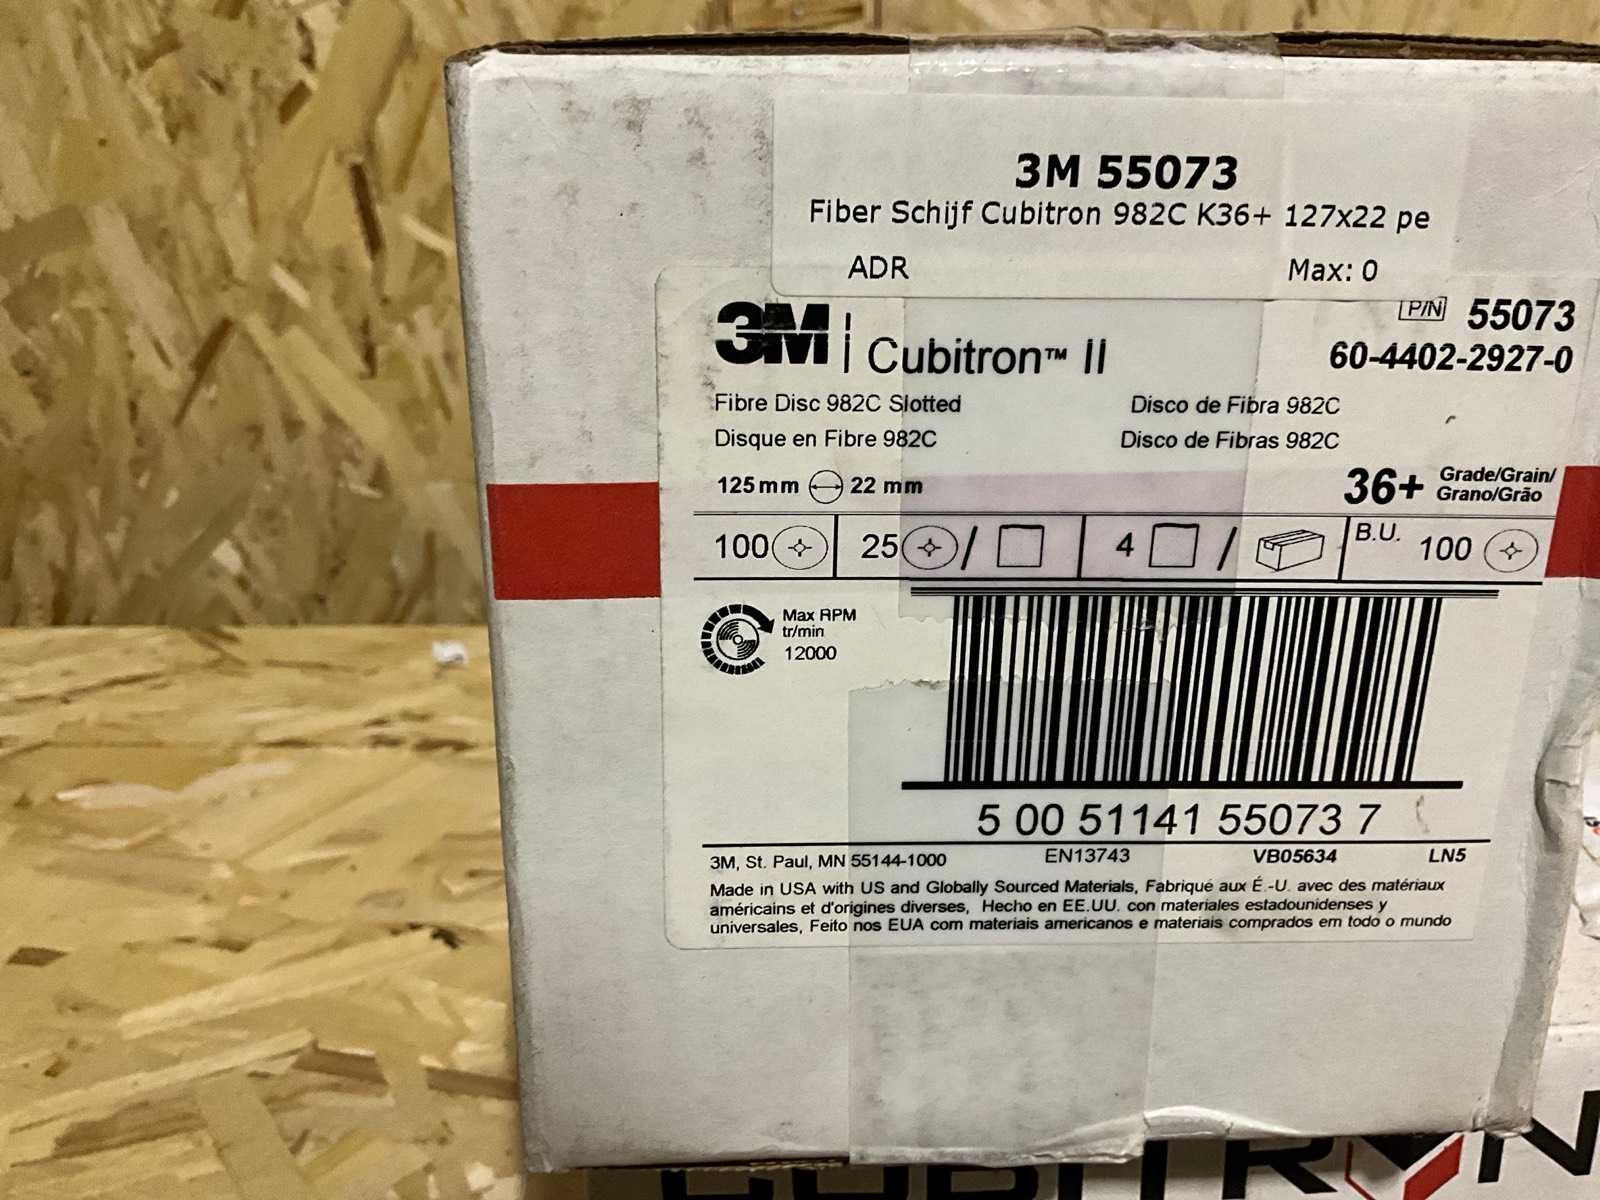 3M 55073
Fiber Schijf Cubitron 982C K36+ 127x22 pe
ADR Max: 0
3M Cubitron™ II
P/N 55073
60-4402-2927-0
Fibre Disc 982C Slotted Disco de Fibra 982C
Disque en Fibre 982C Disco de Fibras 982C
125 mm 22 mm 36+ Grade/Grain/
Grano/Grão
100 25 / 4 / B.U. 100
Max RPM
tr/min
12000
5 00 51141 55073 7
3M, St. Paul, MN 55144-1000 EN13743 VB05634 LN5
Made in USA with US and Globally Sourced Materials, Fabriqué aux É.-U. avec des matériaux
américains et d'origines diverses, Hecho en EE.UU. con materiales estadounidenses y
universales, Feito nos EUA com materiais americanos e materiais comprados em todo o mundo
CUBITRON